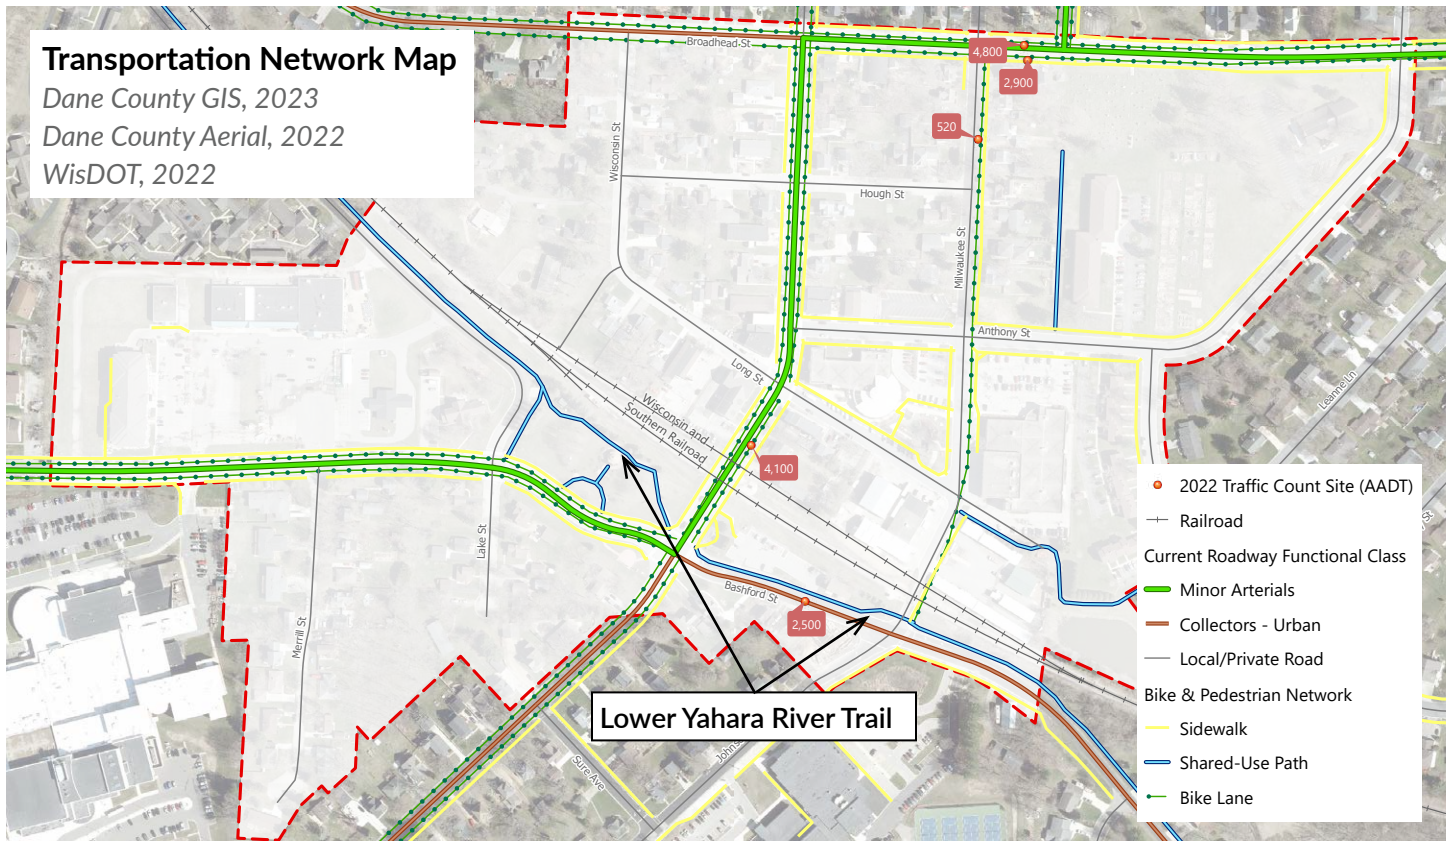 Transportation Network Map
Dane County GIS, 2023
Dane County Aerial, 2022
WisDOT, 2022
Broadhead St
4,800
2,900
520
Wisconsin St
Hough St
Milwaukee St
Anthony St
Long St
Leanne Ln
Wisconsin and
Southern Railroad
4,100
Lake St
Merrill St
Bashford St
2,500
Lower Yahara River Trail
Sure Ave
St
2022 Traffic Count Site (AADT)
Railroad
Current Roadway Functional Class
Minor Arterials
Collectors - Urban
Local/Private Road
Bike & Pedestrian Network
Sidewalk
Shared-Use Path
Bike Lane